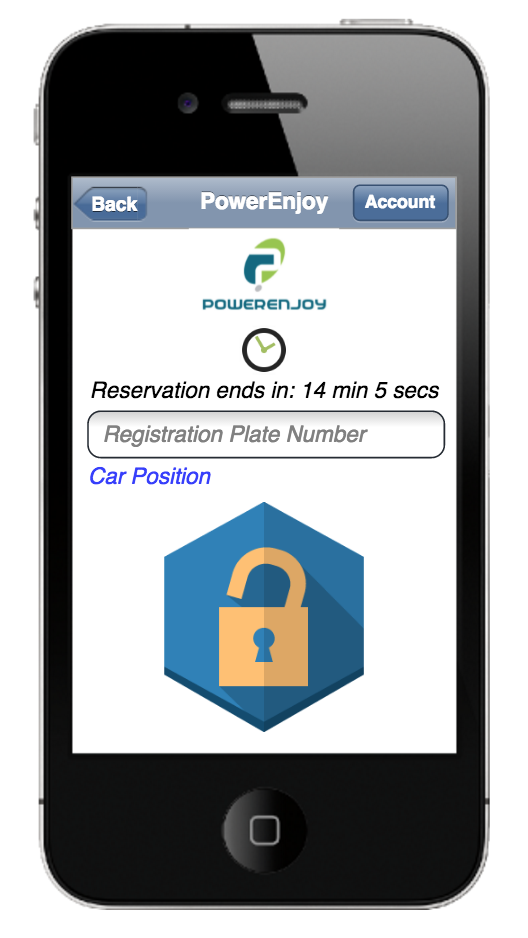 Back PowerEnjoy Account
POWERENJOY
Reservation ends in: 14 min 5 secs
Registration Plate Number
Car Position